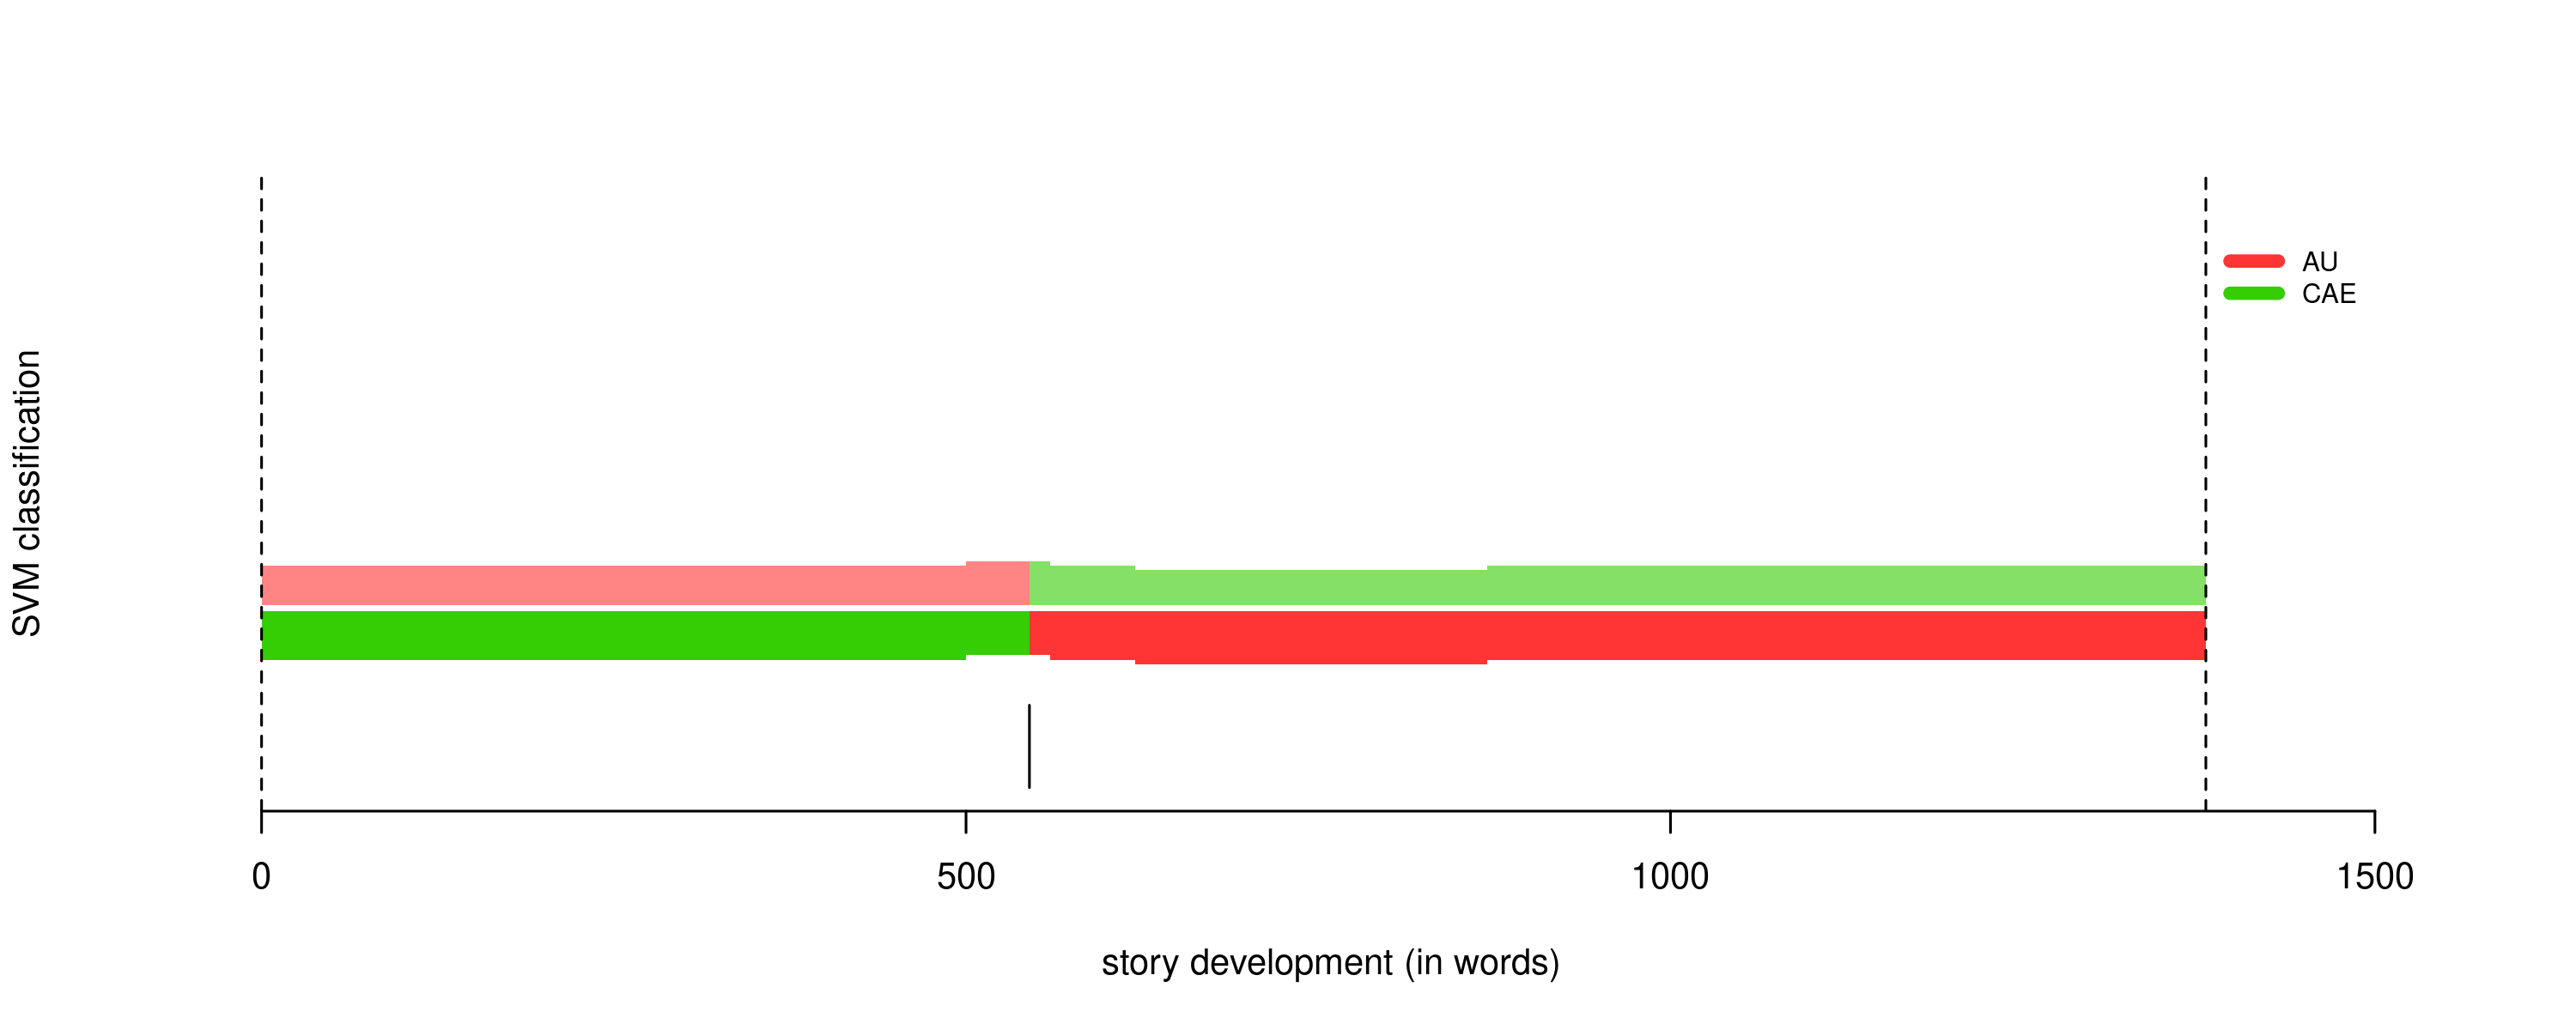 SVM classification
AU
CAE
0 500 1000 1500
story development (in words)